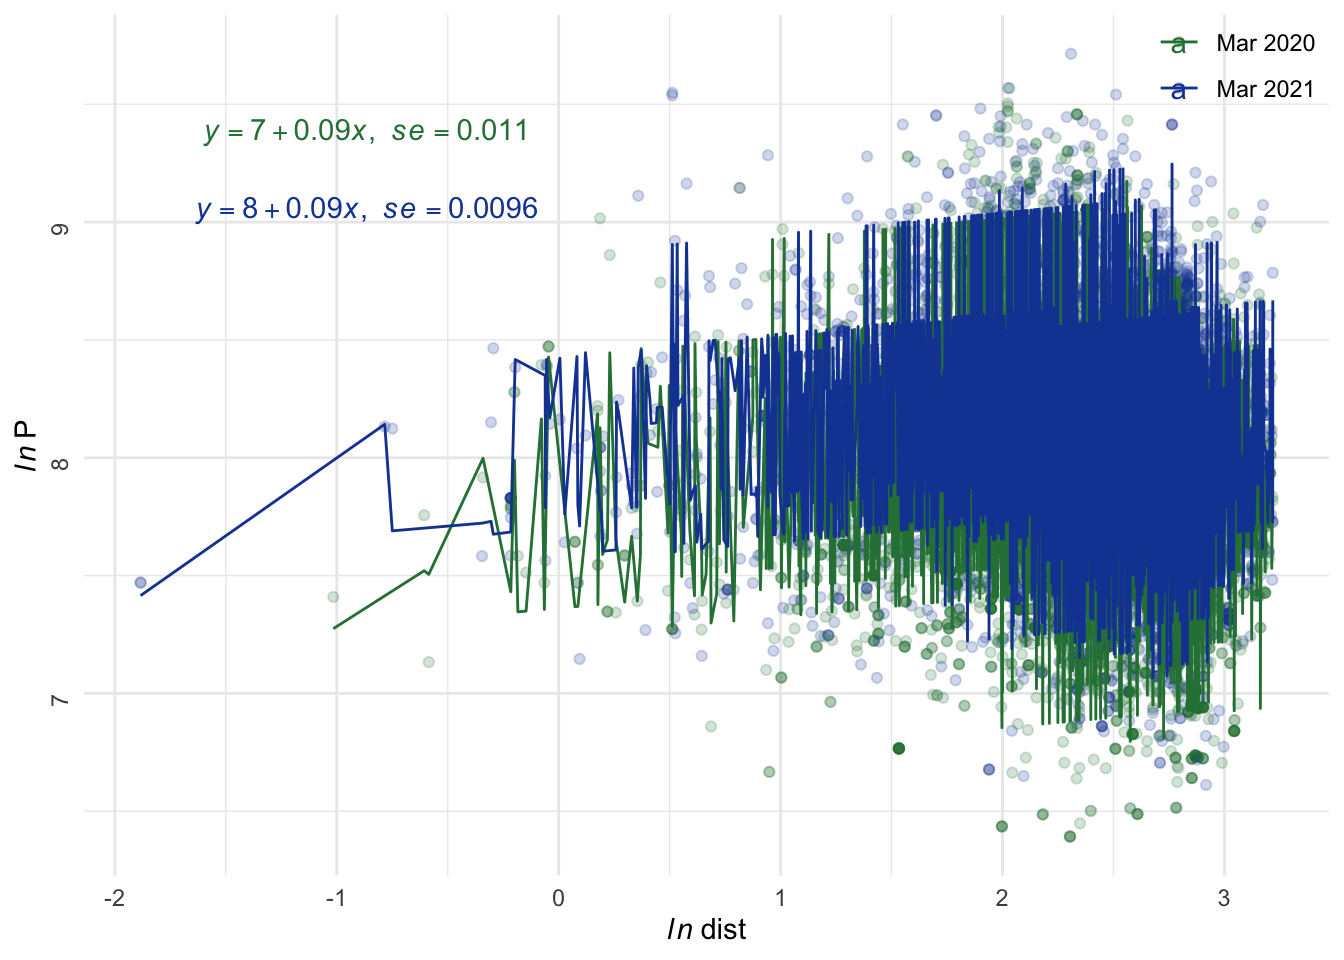 a Mar 2020
a Mar 2021
y = 7 + 0.09x, se = 0.011
y = 8 + 0.09x, se = 0.0096
9
8
7
ln P
-2 -1 0 1 2 3
ln dist